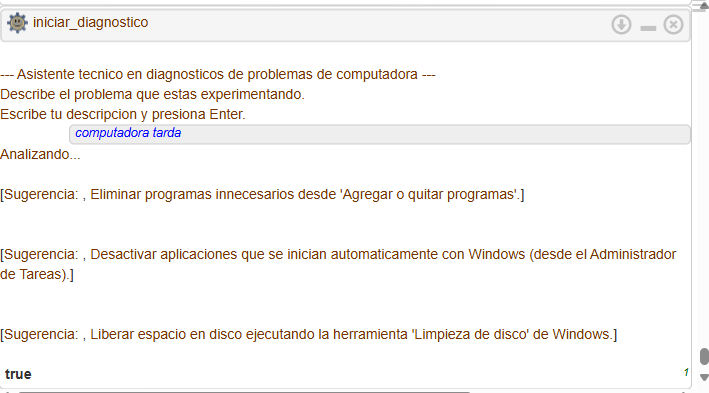 iniciar_diagnostico
--- Asistente tecnico en diagnosticos de problemas de computadora ---
Describe el problema que estas experimentando.
Escribe tu descripcion y presiona Enter.
computadora tarda
Analizando...
[Sugerencia: , Eliminar programas innecesarios desde 'Agregar o quitar programas'.]
[Sugerencia: , Desactivar aplicaciones que se inician automaticamente con Windows (desde el Administrador
de Tareas).]
[Sugerencia: , Liberar espacio en disco ejecutando la herramienta 'Limpieza de disco' de Windows.]
true 1